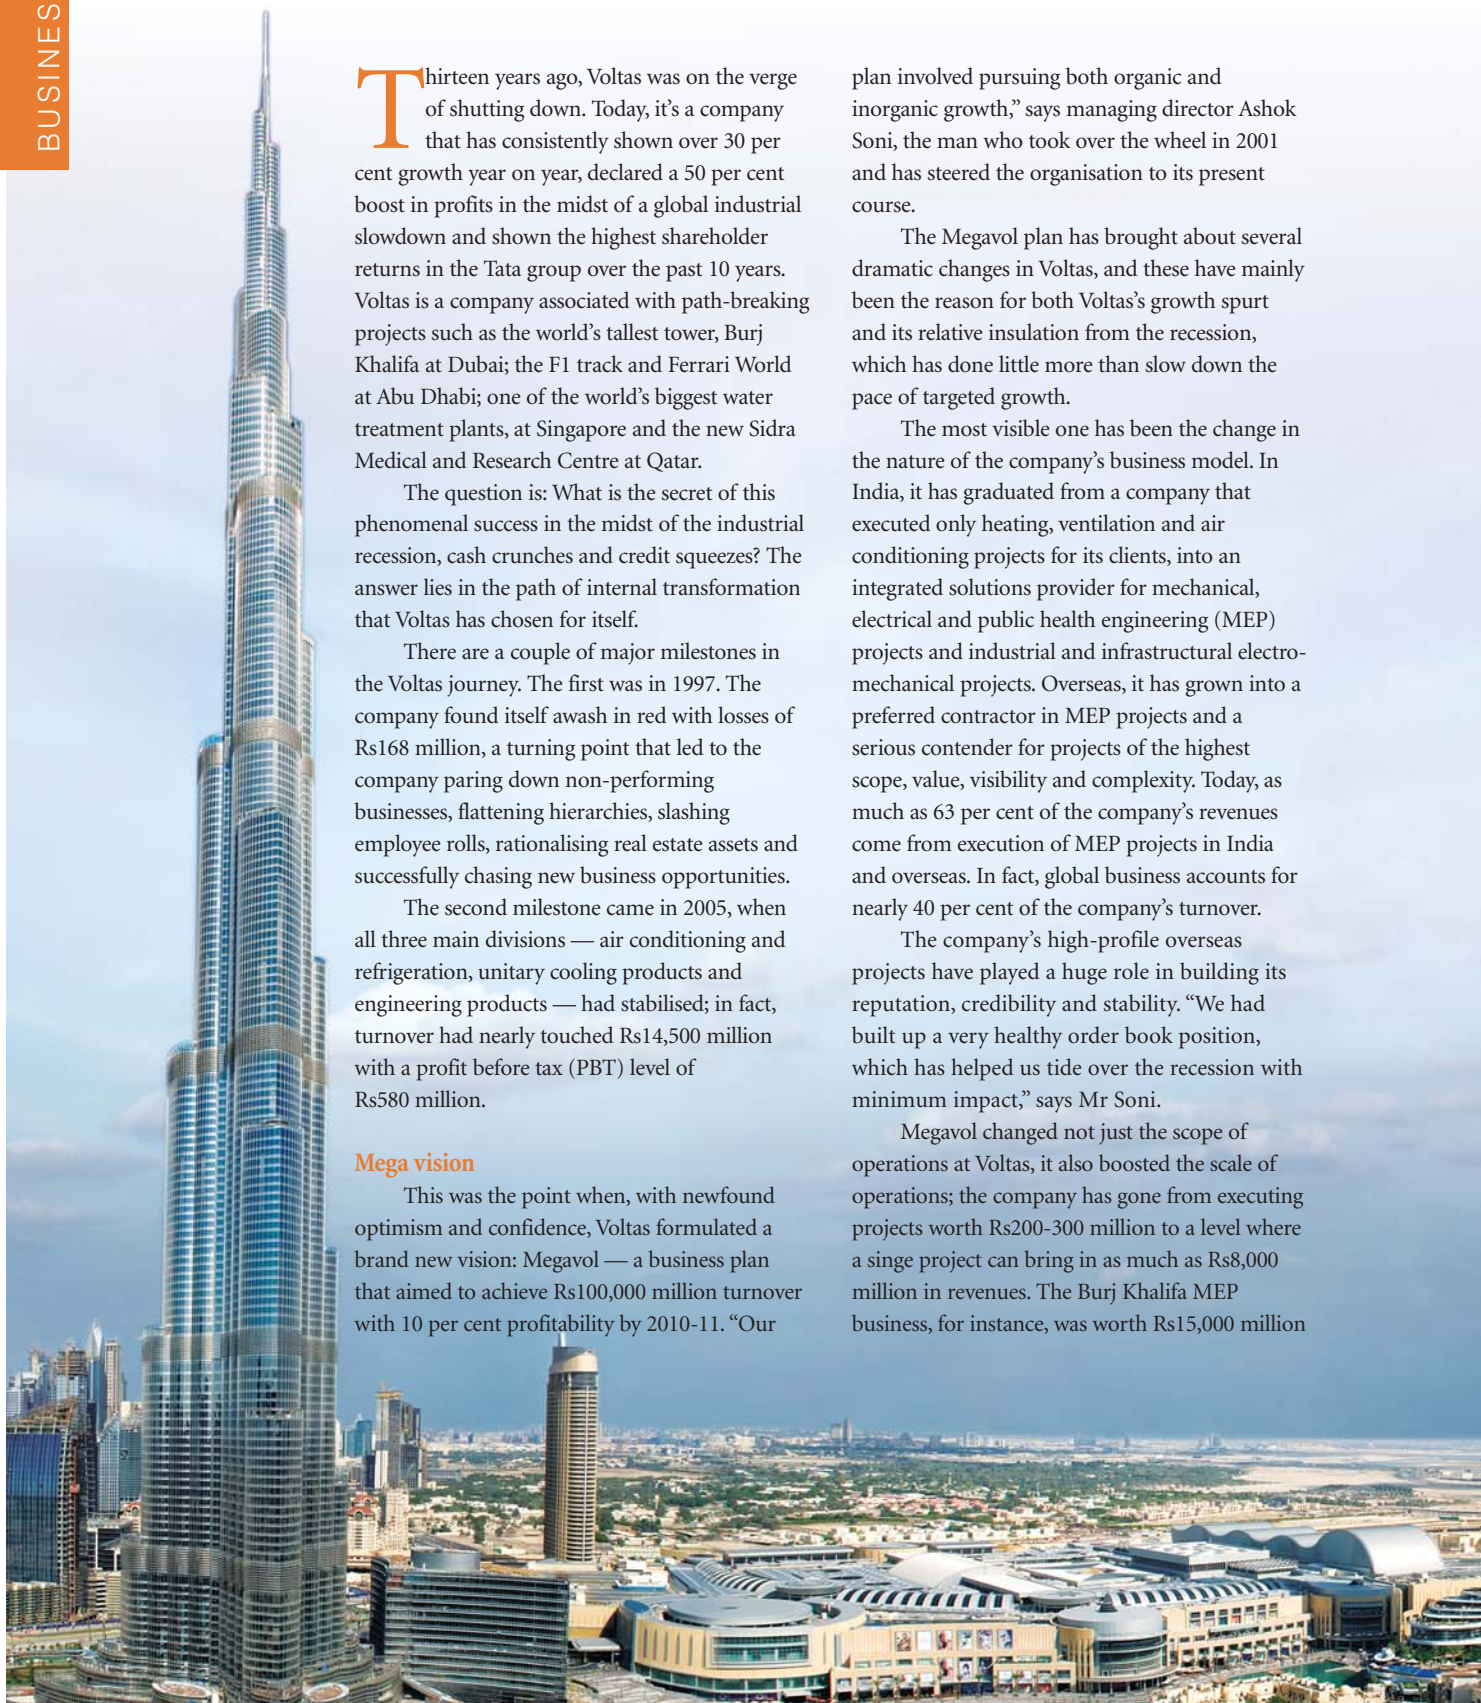 BUSINES
Thirteen years ago, Voltas was on the verge
of shutting down. Today, it’s a company
that has consistently shown over 30 per
cent growth year on year, declared a 50 per cent
boost in profits in the midst of a global industrial
slowdown and shown the highest shareholder
returns in the Tata group over the past 10 years.
Voltas is a company associated with path-breaking
projects such as the world’s tallest tower, Burj
Khalifa at Dubai; the F1 track and Ferrari World
at Abu Dhabi; one of the world’s biggest water
treatment plants, at Singapore and the new Sidra
Medical and Research Centre at Qatar.
The question is: What is the secret of this
phenomenal success in the midst of the industrial
recession, cash crunches and credit squeezes? The
answer lies in the path of internal transformation
that Voltas has chosen for itself.
There are a couple of major milestones in
the Voltas journey. The first was in 1997. The
company found itself awash in red with losses of
Rs168 million, a turning point that led to the
company paring down non-performing
businesses, flattening hierarchies, slashing
employee rolls, rationalising real estate assets and
successfully chasing new business opportunities.
The second milestone came in 2005, when
all three main divisions — air conditioning and
refrigeration, unitary cooling products and
engineering products — had stabilised; in fact,
turnover had nearly touched Rs14,500 million
with a profit before tax (PBT) level of
Rs580 million.
Mega vision
This was the point when, with newfound
optimism and confidence, Voltas formulated a
brand new vision: Megavol — a business plan
that aimed to achieve Rs100,000 million turnover
with 10 per cent profitability by 2010-11. “Our
plan involved pursuing both organic and
inorganic growth,” says managing director Ashok
Soni, the man who took over the wheel in 2001
and has steered the organisation to its present
course.
The Megavol plan has brought about several
dramatic changes in Voltas, and these have mainly
been the reason for both Voltas’s growth spurt
and its relative insulation from the recession,
which has done little more than slow down the
pace of targeted growth.
The most visible one has been the change in
the nature of the company’s business model. In
India, it has graduated from a company that
executed only heating, ventilation and air
conditioning projects for its clients, into an
integrated solutions provider for mechanical,
electrical and public health engineering (MEP)
projects and industrial and infrastructural electro-
mechanical projects. Overseas, it has grown into a
preferred contractor in MEP projects and a
serious contender for projects of the highest
scope, value, visibility and complexity. Today, as
much as 63 per cent of the company’s revenues
come from execution of MEP projects in India
and overseas. In fact, global business accounts for
nearly 40 per cent of the company’s turnover.
The company’s high-profile overseas
projects have played a huge role in building its
reputation, credibility and stability. “We had
built up a very healthy order book position,
which has helped us tide over the recession with
minimum impact,” says Mr Soni.
Megavol changed not just the scope of
operations at Voltas, it also boosted the scale of
operations; the company has gone from executing
projects worth Rs200-300 million to a level where
a singe project can bring in as much as Rs8,000
million in revenues. The Burj Khalifa MEP
business, for instance, was worth Rs15,000 million